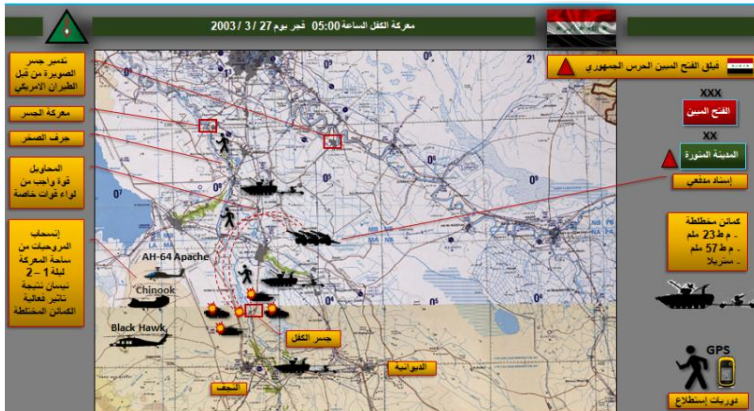 معركة الكفل الساعة 05:00 فجر يوم 27 / 3 / 2003
فيلق الفتح المبين الحرس الجمهوري
XXX
الفتح المبين
XX
المدينة المنورة
إسناد مدفعي
كمائن مختلطة
- م ط 23 ملم
- م ط 57 ملم
- ستريلا
GPS
دوريات إستطلاع
تدمير جسر
الصويرة من قبل
الطيران الامريكي
معركة الجسر
جرف الصخر
المحاويل
قوة واجب من
لواء قوات خاصة
إنسحاب
المروحيات من
ساحة المعركة
ليلة 1 – 2
نيسان نتيجة
تاثير فعالية
الكمائن المختلطة
AH-64 Apache
Chinook
Black Hawk
جسر الكفل
الديوانية
النجف